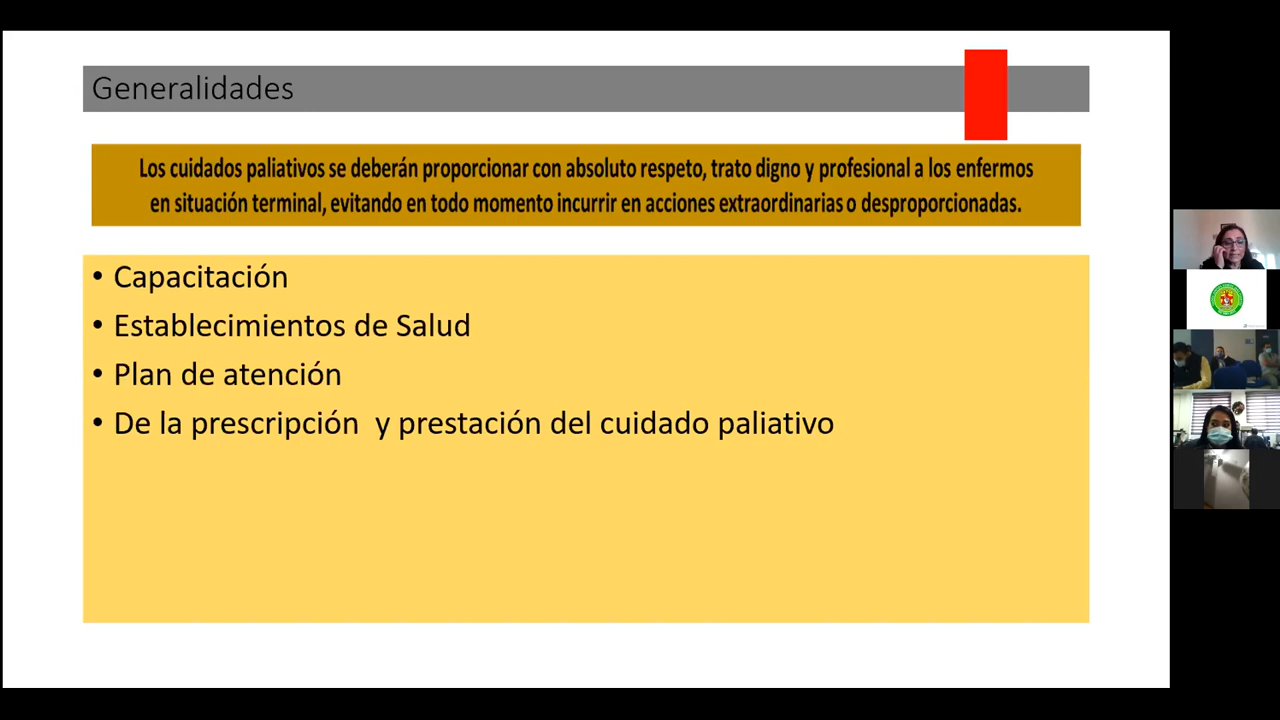 Generalidades
Los cuidados paliativos se deberán proporcionar con absoluto respeto, trato digno y profesional a los enfermos
en situación terminal, evitando en todo momento incurrir en acciones extraordinarias o desproporcionadas.
• Capacitación
• Establecimientos de Salud
• Plan de atención
• De la prescripción  y prestación del cuidado paliativo